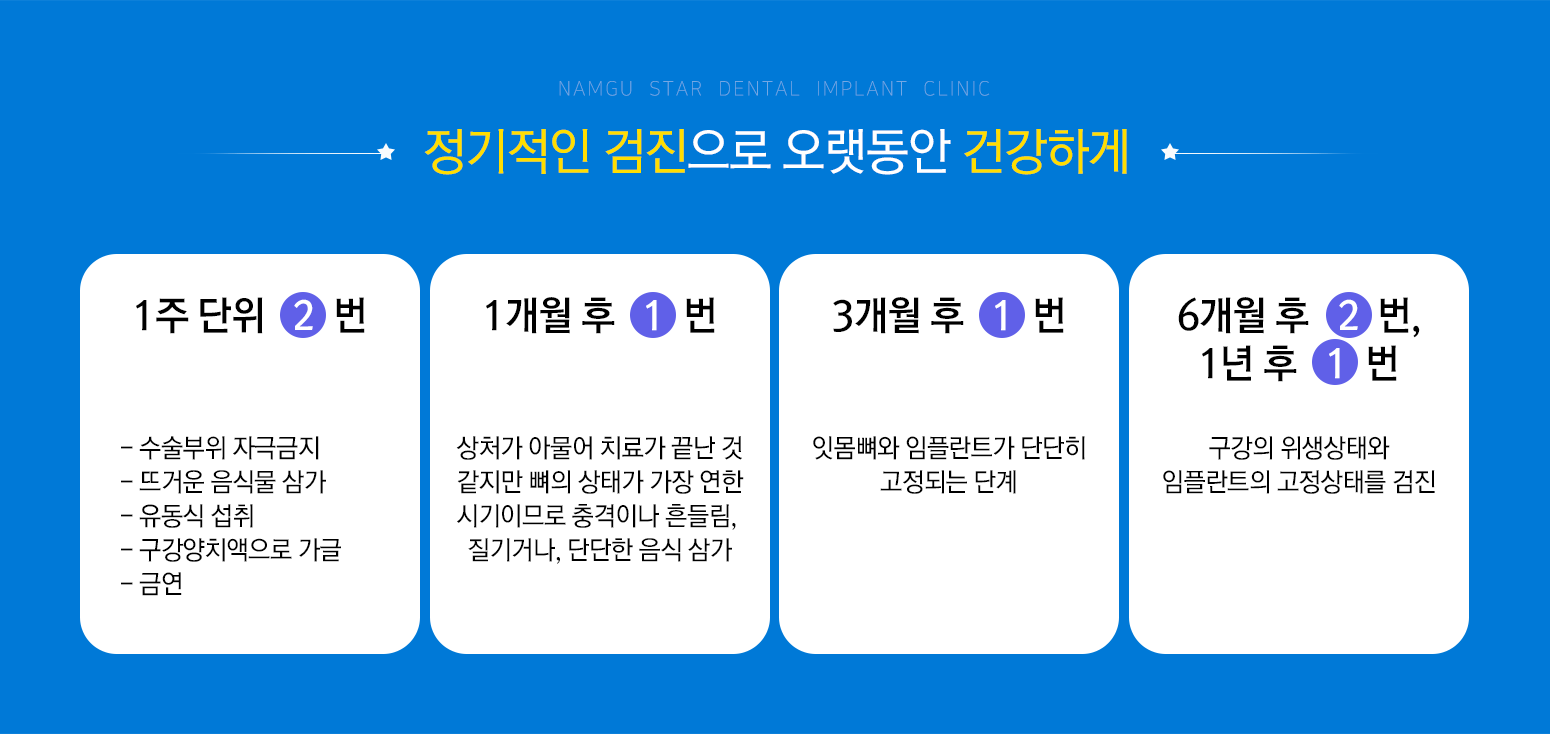 NAMGU STAR DENTAL IMPLANT CLINIC
정기적인 검진으로 오랫동안 건강하게
1주 단위 2 번
- 수술부위 자극금지
- 뜨거운 음식물 삼가
- 유동식 섭취
- 구강양치액으로 가글
- 금연
1개월 후 1 번
상처가 아물어 치료가 끝난 것
같지만 뼈의 상태가 가장 연한
시기이므로 충격이나 흔들림,
질기거나, 단단한 음식 삼가
3개월 후 1 번
잇몸뼈와 임플란트가 단단히
고정되는 단계
6개월 후 2 번,
1년 후 1 번
구강의 위생상태와
임플란트의 고정상태를 검진